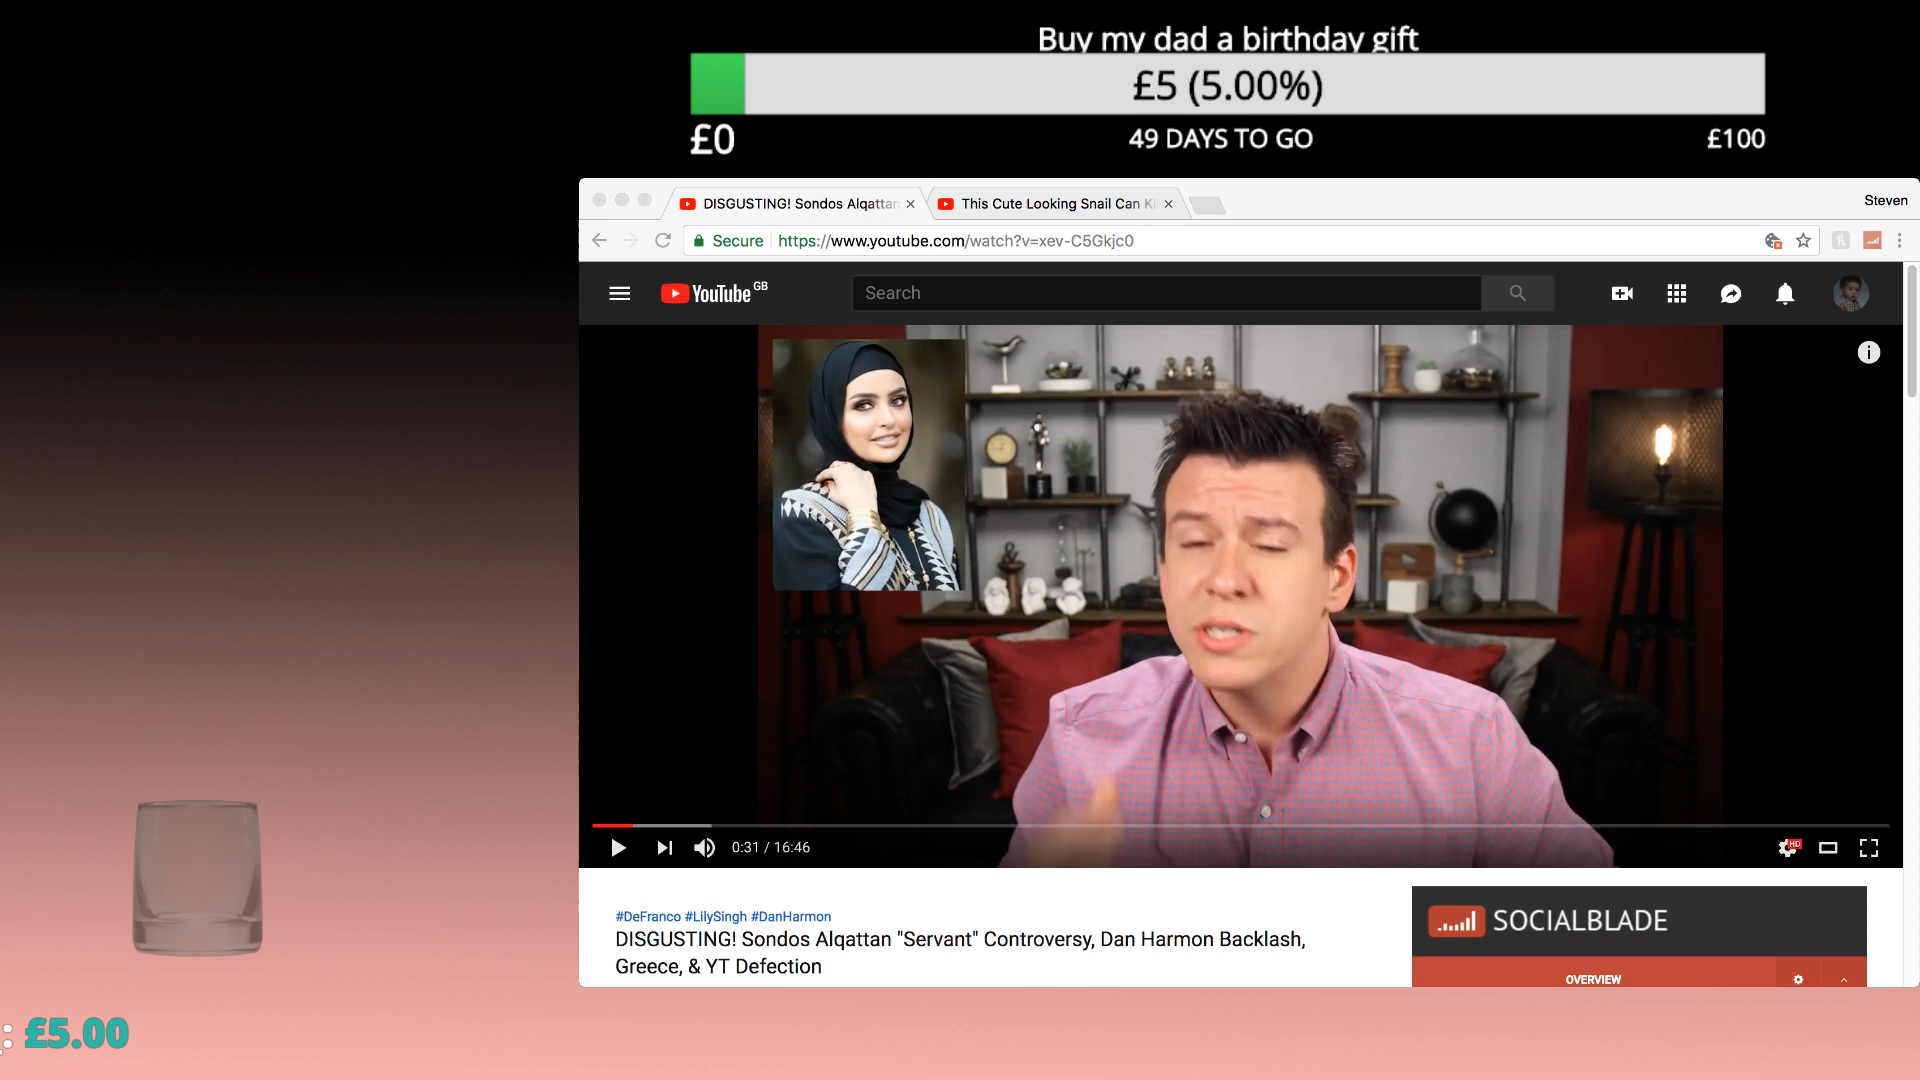 Buy my dad a birthday gift
£5 (5.00%)
£0
49 DAYS TO GO
£100
DISGUSTING! Sondos Alqattan
This Cute Looking Snail Can Ki
Steven
Secure
https://www.youtube.com/watch?v=xev-C5Gkjc0
YouTube GB
Search
0:31 / 16:46
HD
#DeFranco #LilySingh #DanHarmon
DISGUSTING! Sondos Alqattan "Servant" Controversy, Dan Harmon Backlash,
Greece, & YT Defection
SOCIALBLADE
OVERVIEW
: £5.00